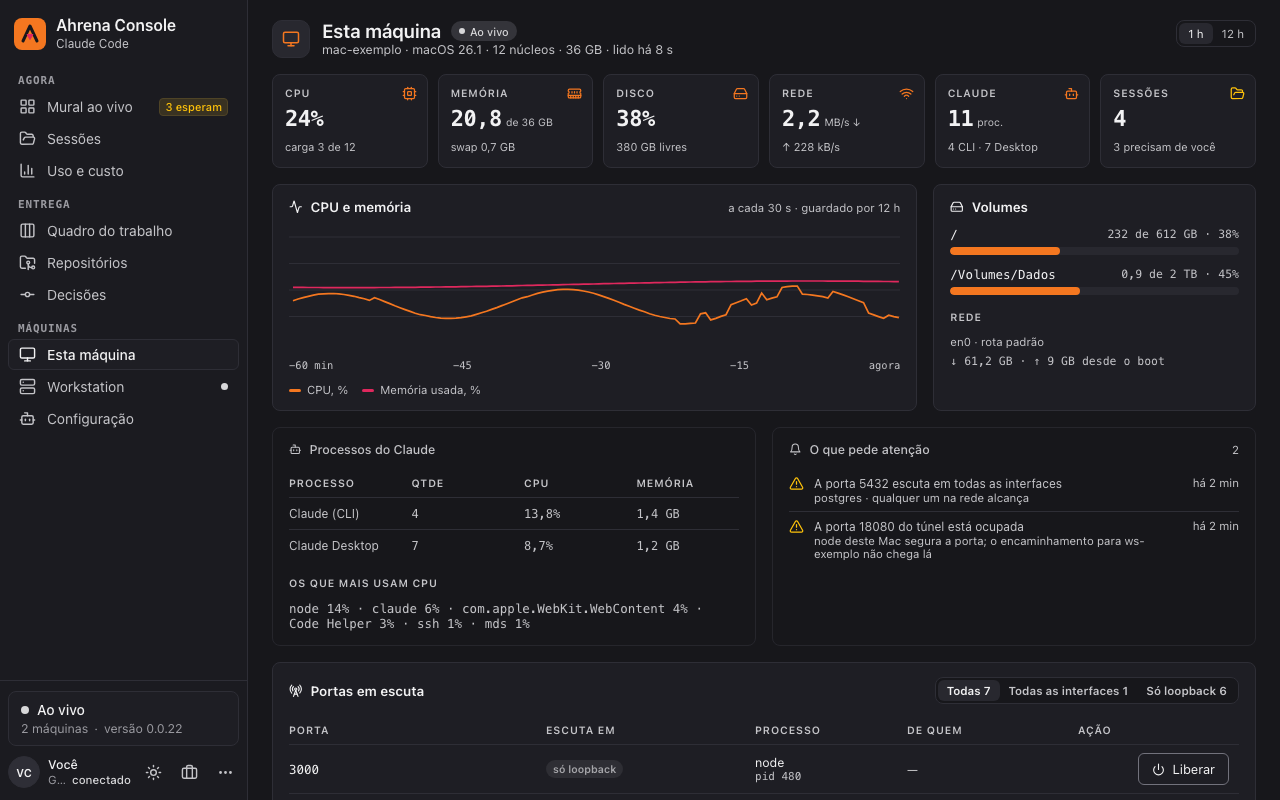 Ahrena Console
Claude Code
AGORA
Mural ao vivo
3 esperam
Sessões
Uso e custo
ENTREGA
Quadro do trabalho
Repositórios
Decisões
MÁQUINAS
Esta máquina
Workstation
Configuração
Ao vivo
2 máquinas · versão 0.0.22
VC
Você
G... conectado
Esta máquina
Ao vivo
mac-exemplo · macOS 26.1 · 12 núcleos · 36 GB · lido há 8 s
1 h 12 h
CPU
24%
carga 3 de 12
MEMÓRIA
20,8 de 36 GB
swap 0,7 GB
DISCO
38%
380 GB livres
REDE
2,2 MB/s ↓
↑ 228 kB/s
CLAUDE
11 proc.
4 CLI · 7 Desktop
SESSÕES
4
3 precisam de você
CPU e memória
a cada 30 s · guardado por 12 h
−60 min −45 −30 −15 agora
CPU, % Memória usada, %
Volumes
/ 232 de 612 GB · 38%
/Volumes/Dados 0,9 de 2 TB · 45%
REDE
en0 · rota padrão
↓ 61,2 GB · ↑ 9 GB desde o boot
Processos do Claude
PROCESSO QTDE CPU MEMÓRIA
Claude (CLI) 4 13,8% 1,4 GB
Claude Desktop 7 8,7% 1,2 GB
OS QUE MAIS USAM CPU
node 14% · claude 6% · com.apple.WebKit.WebContent 4% ·
Code Helper 3% · ssh 1% · mds 1%
O que pede atenção 2
A porta 5432 escuta em todas as interfaces há 2 min
postgres · qualquer um na rede alcança
A porta 18080 do túnel está ocupada há 2 min
node deste Mac segura a porta; o encaminhamento para ws-
exemplo não chega lá
Portas em escuta
Todas 7 Todas as interfaces 1 Só loopback 6
PORTA ESCUTA EM PROCESSO DE QUEM AÇÃO
3000 só loopback node — Liberar
pid 480